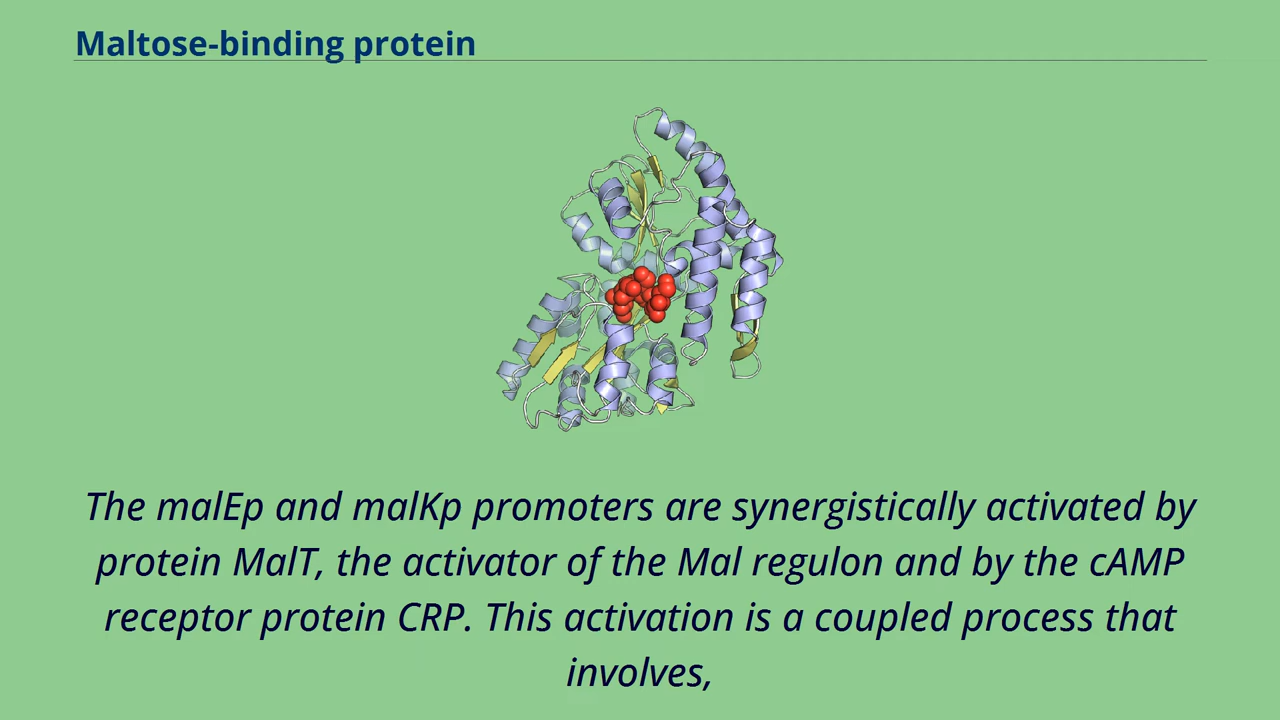 Maltose-binding protein
The malEp and malKp promoters are synergistically activated by
protein MalT, the activator of the Mal regulon and by the cAMP
receptor protein CRP. This activation is a coupled process that
involves,